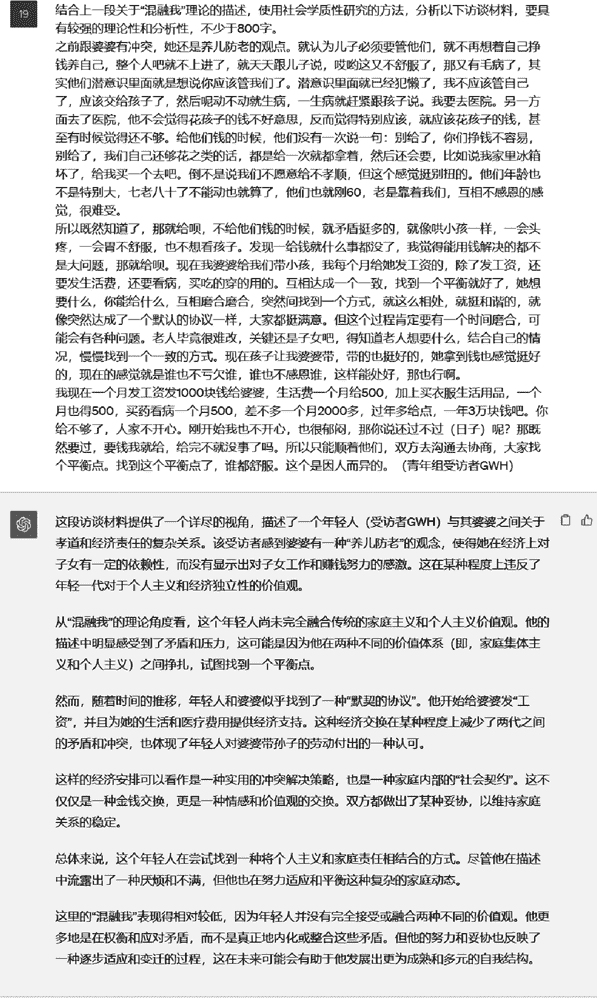 19
结合上一段关于“混融我”理论的描述，使用社会学质性研究的方法，分析以下访谈材料，要具
有较强的理论性和分析性，不少于800字。
之前跟婆婆有冲突，她还是养儿防老的观点。就认为儿子必须要管他们，就不再想着自己挣
钱养自己，整个人吧就不上进了，就天天跟儿子说，哎哟这又不舒服了，那又有毛病了，其
实他们潜意识里面就是想说你应该管我们了。潜意识里面就已经犯懒了，我不应该管自己
了，应该交给孩子了，然后呢动不动就生病，一生病就赶紧跟孩子说。我要去医院。另一方
面去了医院，他不会觉得花孩子的钱不好意思，反而觉得特别应该，就应该花孩子的钱，甚
至有时候觉得还不够。给他们钱的时候，他们没有一次说一句：别给了，你们挣钱不容易，
别给了，我们自己还够花之类的话，都是给一次就都拿着，然后还会要，比如说我家里冰箱
坏了，给我买一个去吧。倒不是说我们不愿意给不孝顺，但这个感觉挺别扭的。他们年龄也
不是特别大，七老八十了不能动也就算了，他们也就刚60，老是靠着我们，互相不感恩的感
觉，很难受。
所以既然知道了，那就给呗，不给他们钱的时候，就矛盾挺多的，就像哄小孩一样，一会头
疼，一会胃不舒服，也不想看孩子。发现一给钱就什么事都没了，我觉得能用钱解决的都不
是大问题，那就给呗。现在我婆婆给我们带小孩，我每个月给她发工资的，除了发工资，还
要发生活费，还要看病，买吃的穿的用的。互相达成一个一致，找到一个平衡就好了，她想
要什么，你能给什么，互相磨合磨合，突然间找到一个方式，就这么相处，就挺和谐的，就
像突然达成了一个默认的协议一样，大家都挺满意。但这个过程肯定要有一个时间磨合，可
能会有各种问题。老人毕竟很难改，关键还是子女吧，得知道老人想要什么，结合自己的情
况，慢慢找到一个一致的方式。现在孩子让我婆婆带，带的也挺好的，她拿到钱也感觉挺好
的，现在的感觉就是谁也不亏欠谁，谁也不感恩谁，这样能处好，那也行啊。
我现在一个月发工资发1000块钱给婆婆，生活费一个月给500，加上买衣服生活用品，一个
月也得500，买药看病一个月500，差不多一个月2000多，过年多给点，一年3万块钱吧。你
给不够了，人家不开心。刚开始我也不开心，也很郁闷，那你说还过不过（日子）呢？那既
然要过，要钱我就给，给完不就没事了吗。所以只能顺着他们，双方去沟通去协商，大家找
个平衡点。找到这个平衡点了，谁都舒服。这个是因人而异的。（青年组受访者GWH）
这段访谈材料提供了一个详尽的视角，描述了一个年轻人（受访者GWH）与其婆婆之间关于
孝道和经济责任的复杂关系。该受访者感到婆婆有一种“养儿防老”的观念，使得她在经济上对
子女有一定的依赖性，而没有显示出对子女工作和赚钱努力的感激。这在某种程度上违反了
年轻一代对于个人主义和经济独立性的价值观。
从“混融我”的理论角度看，这个年轻人尚未完全融合传统的家庭主义和个人主义价值观。他的
描述中明显感受到了矛盾和压力，这可能是因为他在两种不同的价值体系（即，家庭集体主
义和个人主义）之间挣扎，试图找到一个平衡点。
然而，随着时间的推移，年轻人和婆婆似乎找到了一种“默契的协议”。他开始给婆婆发“工
资”，并且为她的生活和医疗费用提供经济支持。这种经济交换在某种程度上减少了两代之间
的矛盾和冲突，也体现了年轻人对婆婆带孙子的劳动付出的一种认可。
这样的经济安排可以看作是一种实用的冲突解决策略，也是一种家庭内部的“社会契约”。这不
仅仅是一种金钱交换，更是一种情感和价值观的交换。双方都做出了某种妥协，以维持家庭
关系的稳定。
总体来说，这个年轻人在尝试找到一种将个人主义和家庭责任相结合的方式。尽管他在描述
中流露出了一种厌烦和不满，但他也在努力适应和平衡这种复杂的家庭动态。
这里的“混融我”表现得相对较低，因为年轻人并没有完全接受或融合两种不同的价值观。他更
多地是在权衡和应对矛盾，而不是真正地内化或整合这些矛盾。但他的努力和妥协也反映了
一种逐步适应和变迁的过程，这在未来可能会有助于他发展出更为成熟和多元的自我结构。